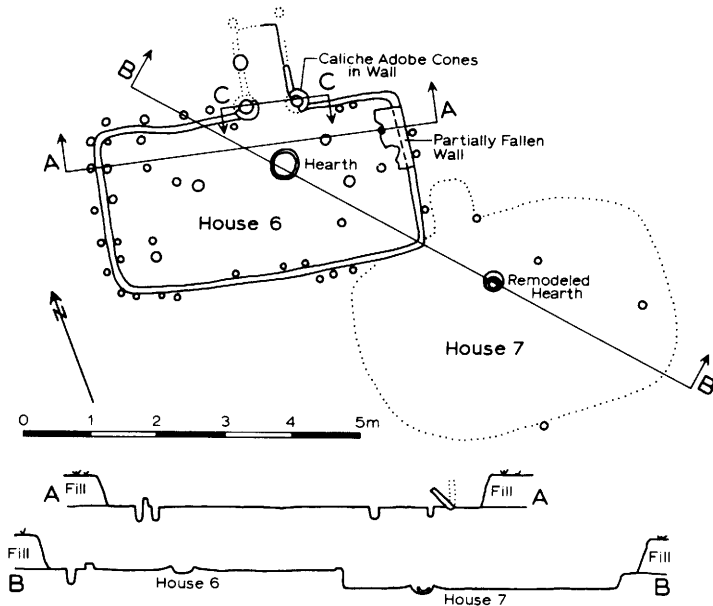 Caliche Adobe Cones
in Wall
B
C
C
A
A
Partially Fallen
Wall
Hearth
House 6
Remodeled
Hearth
House 7
N
B
0 1 2 3 4 5m
A Fill
Fill A
Fill
B
House 6
House 7
Fill
B